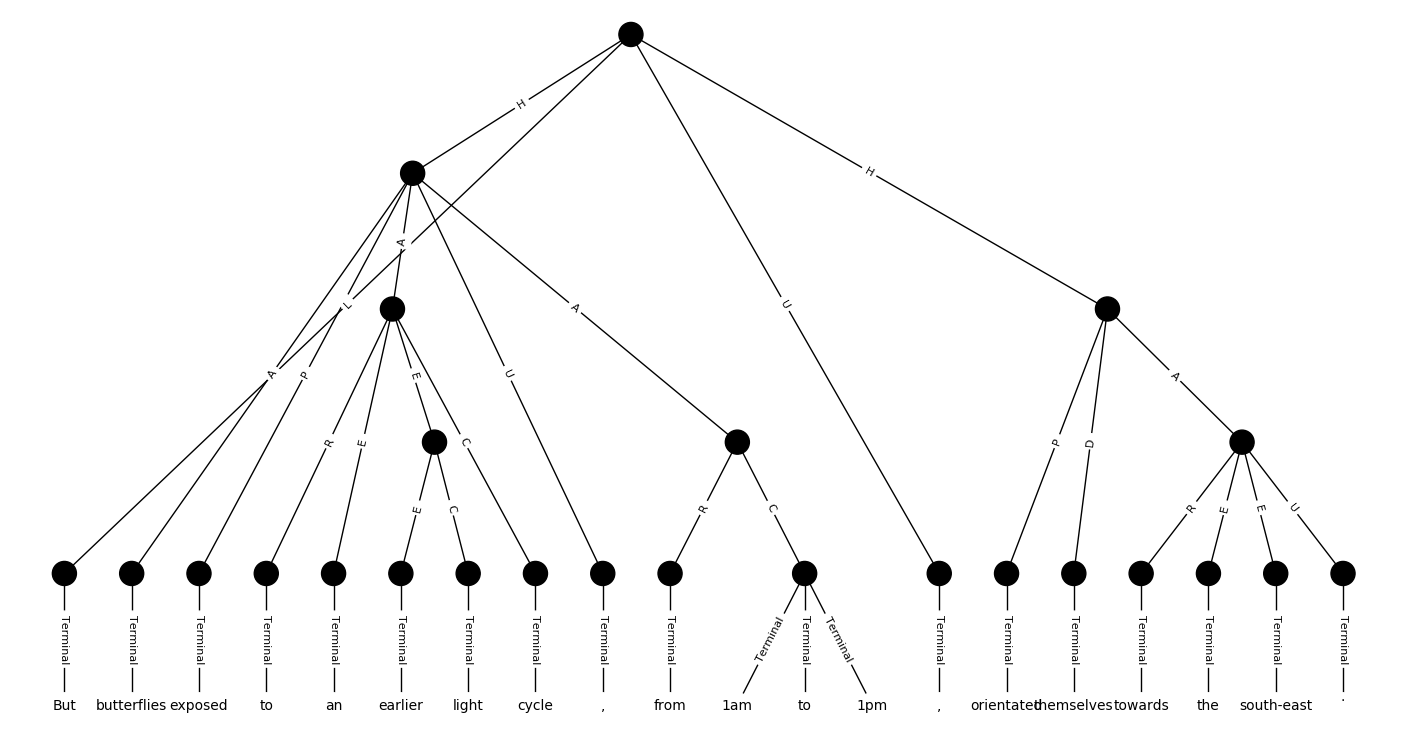 H
H
A
L
A
U
A
A
P
E
U
A
R
E
C
P
D
E
C
R
C
R
E
E
U
Terminal Terminal Terminal Terminal Terminal Terminal Terminal Terminal Terminal Terminal Terminal Terminal Terminal Terminal Terminal Terminal Terminal Terminal Terminal Terminal
But butterflies exposed to an earlier light cycle , from 1am to 1pm , orientated themselves towards the south-east .